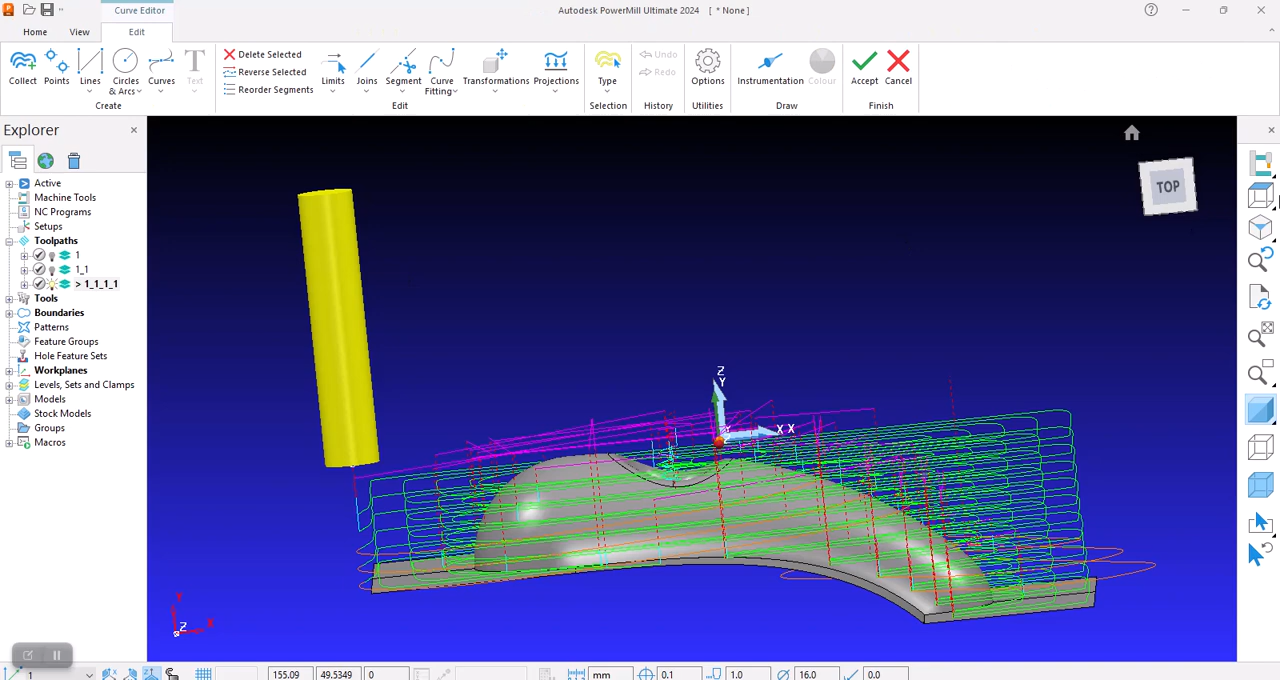 Curve Editor
Autodesk PowerMill Ultimate 2024 [ * None ]
Home View Edit
Collect Points Lines Circles & Arcs Curves Text
Create
Delete Selected
Reverse Selected
Reorder Segments
Limits Joins Segment Curve Fitting Transformations Projections
Edit
Type
Selection
Undo
Redo
History
Options
Utilities
Instrumentation Colour
Draw
Accept Cancel
Finish
Explorer
Active
Machine Tools
NC Programs
Setups
Toolpaths
1
1_1
> 1_1_1_1
Tools
Boundaries
Patterns
Feature Groups
Hole Feature Sets
Workplanes
Levels, Sets and Clamps
Models
Stock Models
Groups
Macros
TOP
Z
Y
X X
Y
Z
X
1 155.09 49.5349 0 mm 0.1 1.0 16.0 0.0